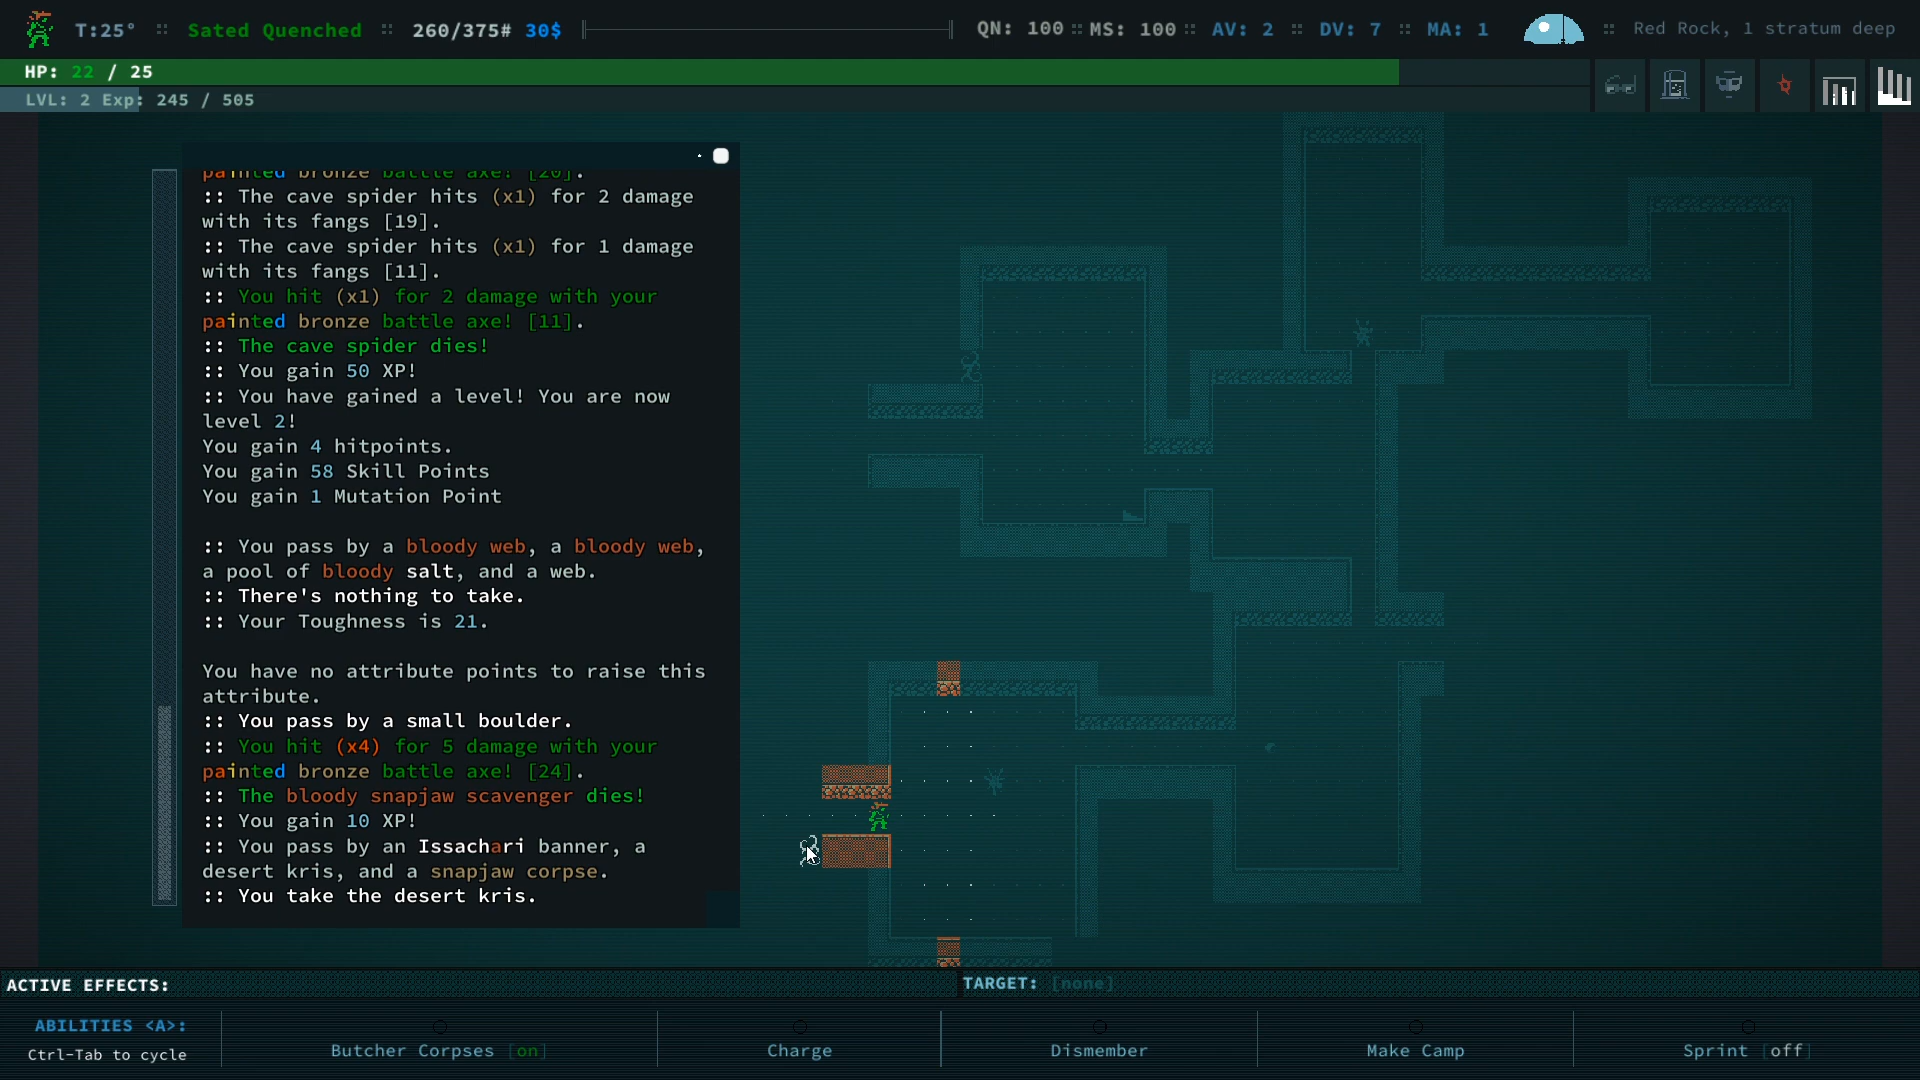 T:25° :: Sated Quenched :: 260/375# 30$ QN: 100 :: MS: 100 :: AV: 2 :: DV: 7 :: MA: 1 :: Red Rock, 1 stratum deep
HP: 22 / 25
LVL: 2 Exp: 245 / 505
painted bronze battle axe! [20].
:: The cave spider hits (x1) for 2 damage
with its fangs [19].
:: The cave spider hits (x1) for 1 damage
with its fangs [11].
:: You hit (x1) for 2 damage with your
painted bronze battle axe! [11].
:: The cave spider dies!
:: You gain 50 XP!
:: You have gained a level! You are now
level 2!
You gain 4 hitpoints.
You gain 58 Skill Points
You gain 1 Mutation Point
:: You pass by a bloody web, a bloody web,
a pool of bloody salt, and a web.
:: There's nothing to take.
:: Your Toughness is 21.
You have no attribute points to raise this
attribute.
:: You pass by a small boulder.
:: You hit (x4) for 5 damage with your
painted bronze battle axe! [24].
:: The bloody snapjaw scavenger dies!
:: You gain 10 XP!
:: You pass by an Issachari banner, a
desert kris, and a snapjaw corpse.
:: You take the desert kris.
ACTIVE EFFECTS:
TARGET: [none]
ABILITIES <A>:
Ctrl-Tab to cycle
Butcher Corpses [on]
Charge
Dismember
Make Camp
Sprint [off]